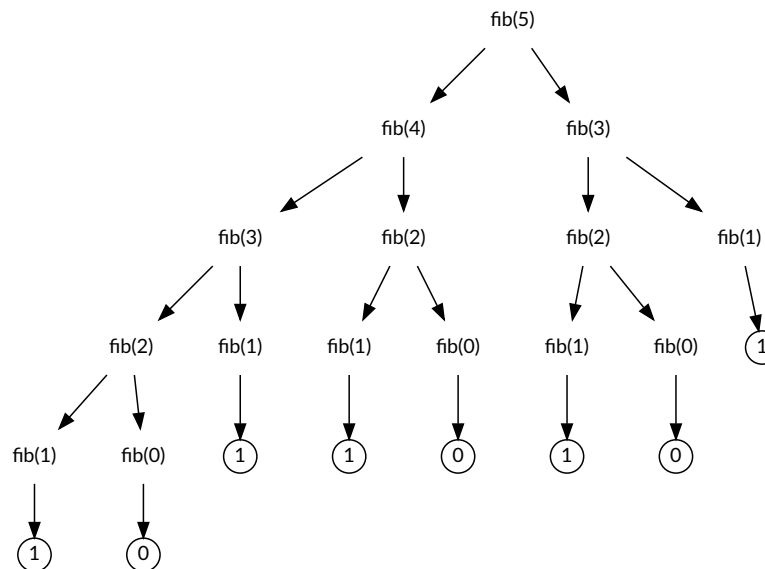 fib(5)
fib(4) fib(3)
fib(3) fib(2) fib(2) fib(1)
fib(2) fib(1) fib(1) fib(0) fib(1) fib(0) 1
fib(1) fib(0) 1 1 0 1 0
1 0